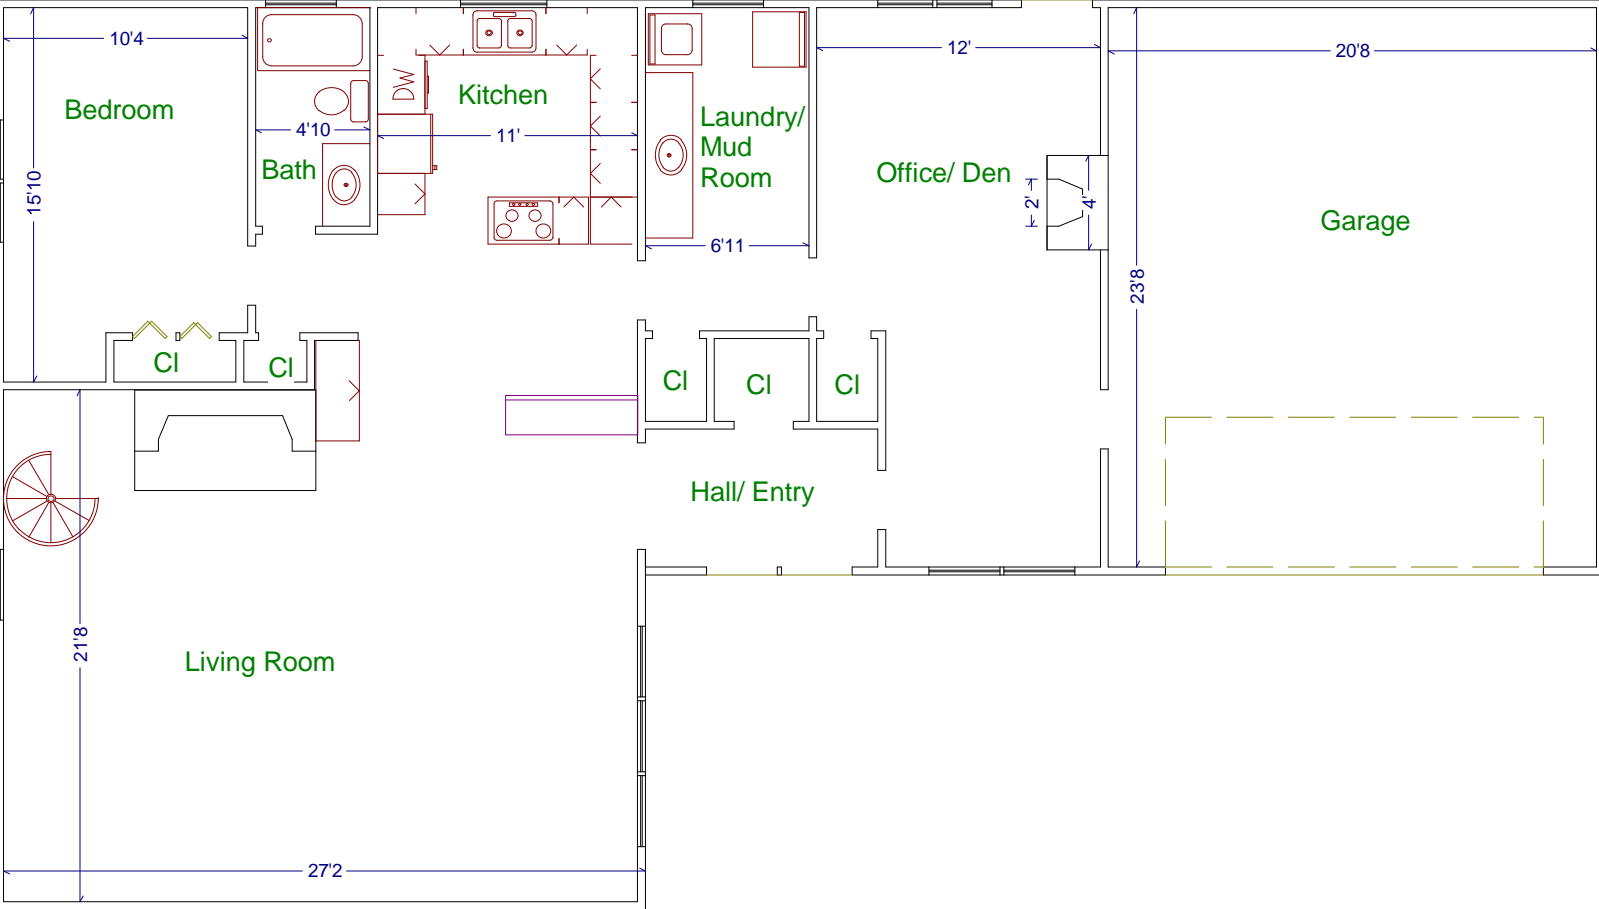 10'4
12'
20'8
Bedroom
DW
Kitchen
4'10
11'
Laundry/
Mud
Room
Bath
15'10
Office/ Den
2'
4'
Garage
6'11
23'8
Cl
Cl
Cl
Cl
Cl
Hall/ Entry
21'8
Living Room
27'2